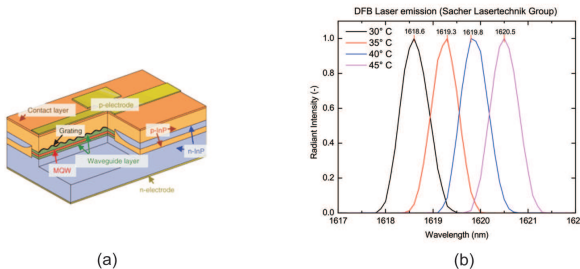 Contact layer
p-electrode
Grating
p-InP
n-InP
Waveguide layer
MQW
n-electrode
(a)
DFB Laser emission (Sacher Lasertechnik Group)
30° C
35° C
40° C
45° C
1618.6
1619.3
1619.8
1620.5
Radiant Intensity (-)
1.0
0.8
0.6
0.4
0.2
0.0
1617
1618
1619
1620
1621
162
Wavelength (nm)
(b)